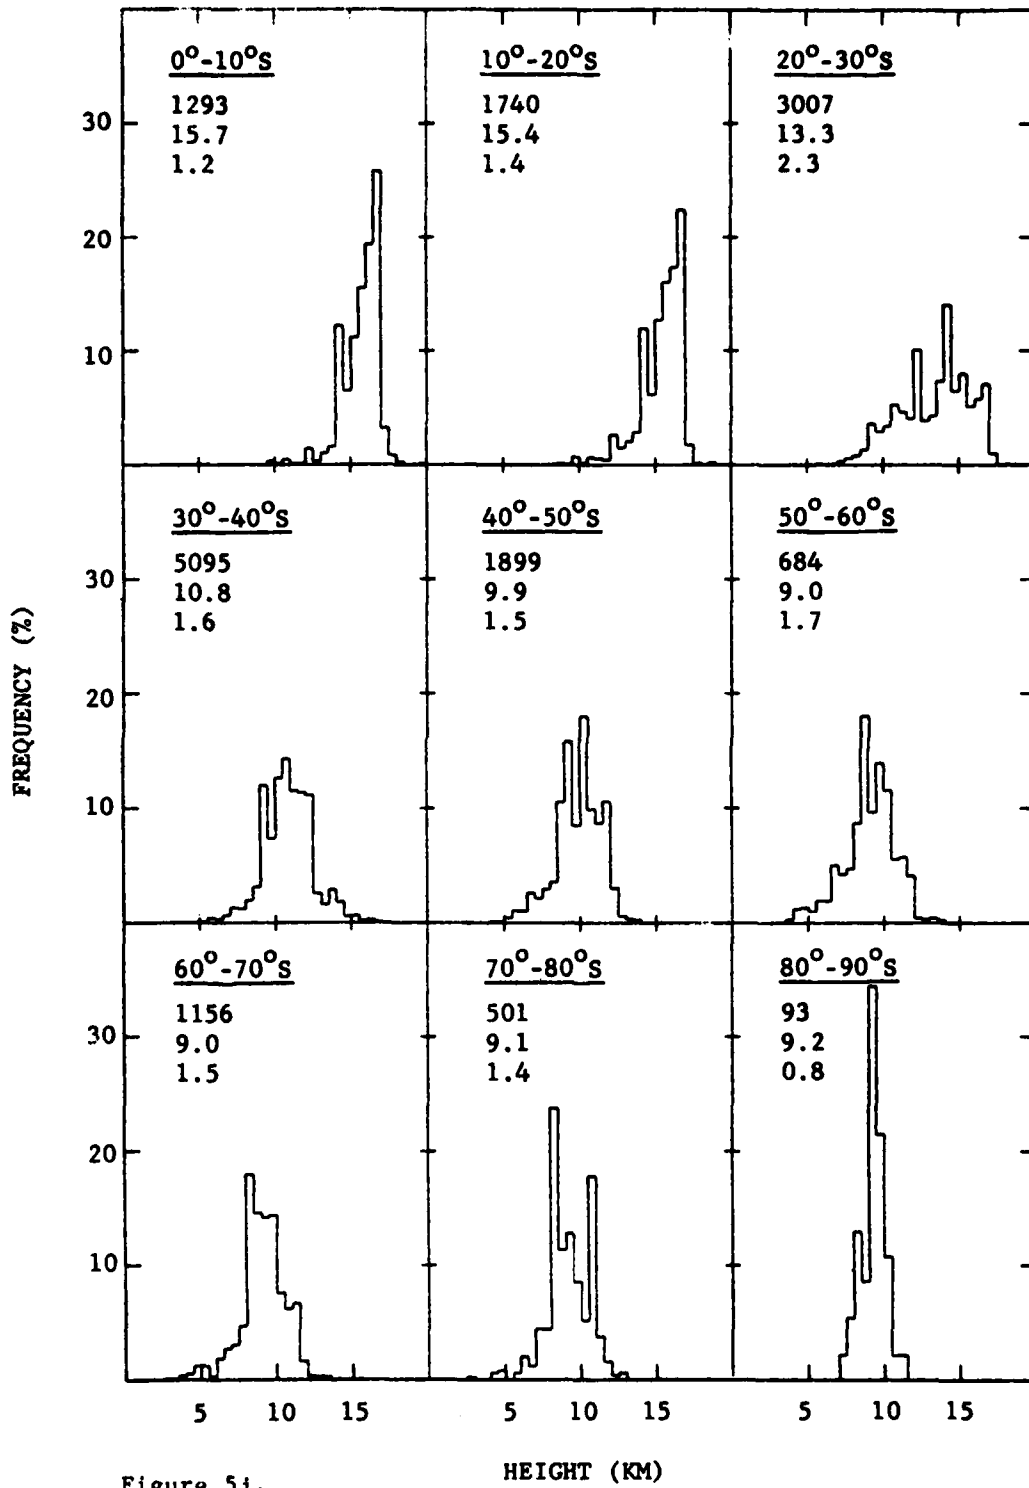 0°-10°S
1293
15.7
1.2
10°-20°S
1740
15.4
1.4
20°-30°S
3007
13.3
2.3
30
20
10
30°-40°S
5095
10.8
1.6
40°-50°S
1899
9.9
1.5
50°-60°S
684
9.0
1.7
30
20
10
FREQUENCY (%)
60°-70°S
1156
9.0
1.5
70°-80°S
501
9.1
1.4
80°-90°S
93
9.2
0.8
30
20
10
5 10 15 5 10 15 5 10 15
HEIGHT (KM)
Figure 5i.